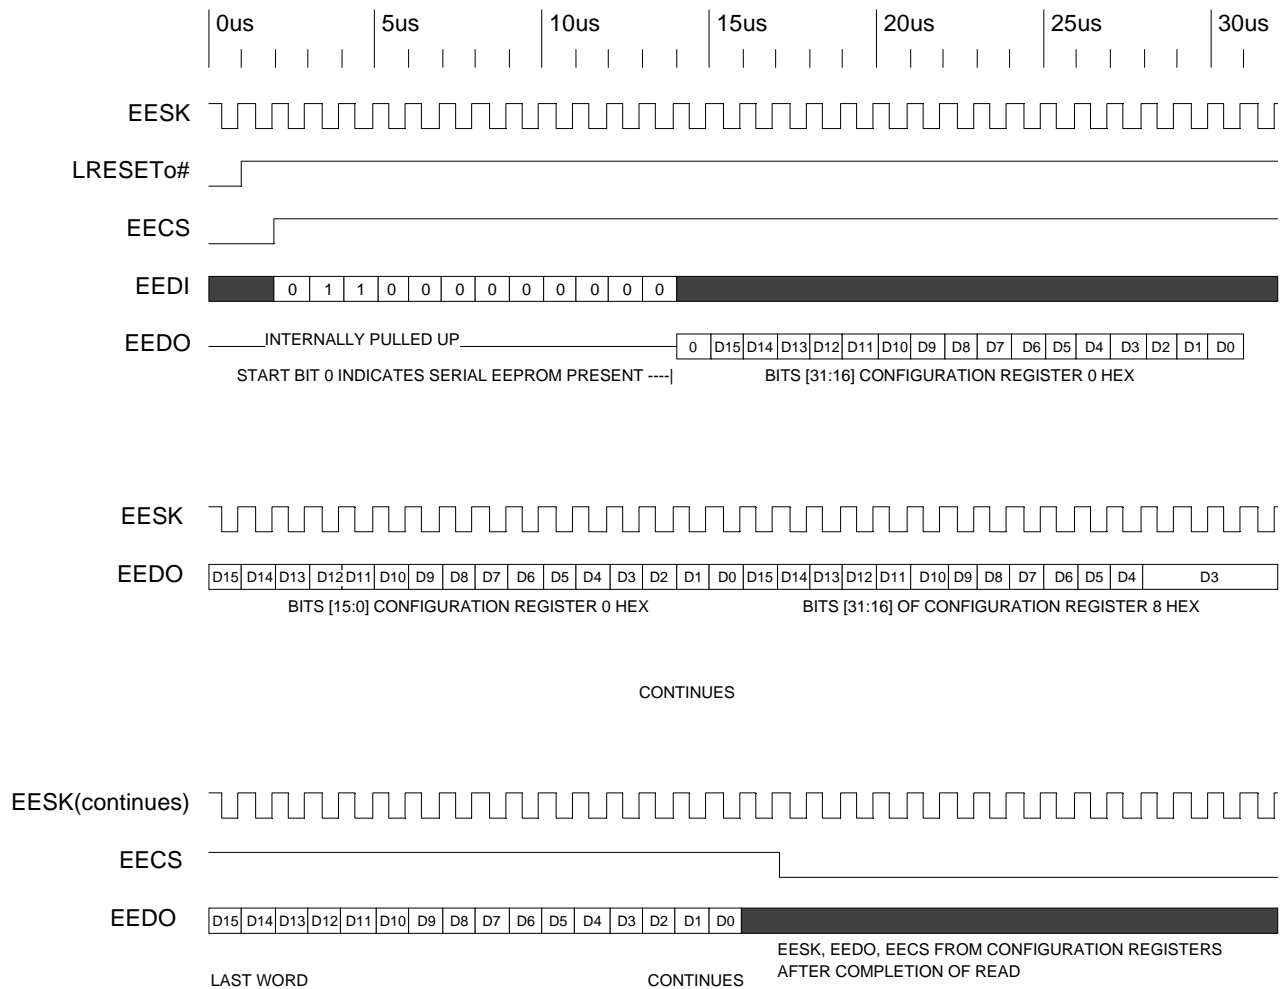 0us 5us 10us 15us 20us 25us 30us
EESK
LRESETo#
EECS
EEDI 0 1 1 0 0 0 0 0 0 0 0 0
EEDO INTERNALLY PULLED UP 0 D15 D14 D13 D12 D11 D10 D9 D8 D7 D6 D5 D4 D3 D2 D1 D0
START BIT 0 INDICATES SERIAL EEPROM PRESENT ----| BITS [31:16] CONFIGURATION REGISTER 0 HEX
EESK
EEDO D15 D14 D13 D12 D11 D10 D9 D8 D7 D6 D5 D4 D3 D2 D1 D0 D15 D14 D13 D12 D11 D10 D9 D8 D7 D6 D5 D4 D3
BITS [15:0] CONFIGURATION REGISTER 0 HEX BITS [31:16] OF CONFIGURATION REGISTER 8 HEX
CONTINUES
EESK(continues)
EECS
EEDO D15 D14 D13 D12 D11 D10 D9 D8 D7 D6 D5 D4 D3 D2 D1 D0
EESK, EEDO, EECS FROM CONFIGURATION REGISTERS
AFTER COMPLETION OF READ
LAST WORD CONTINUES